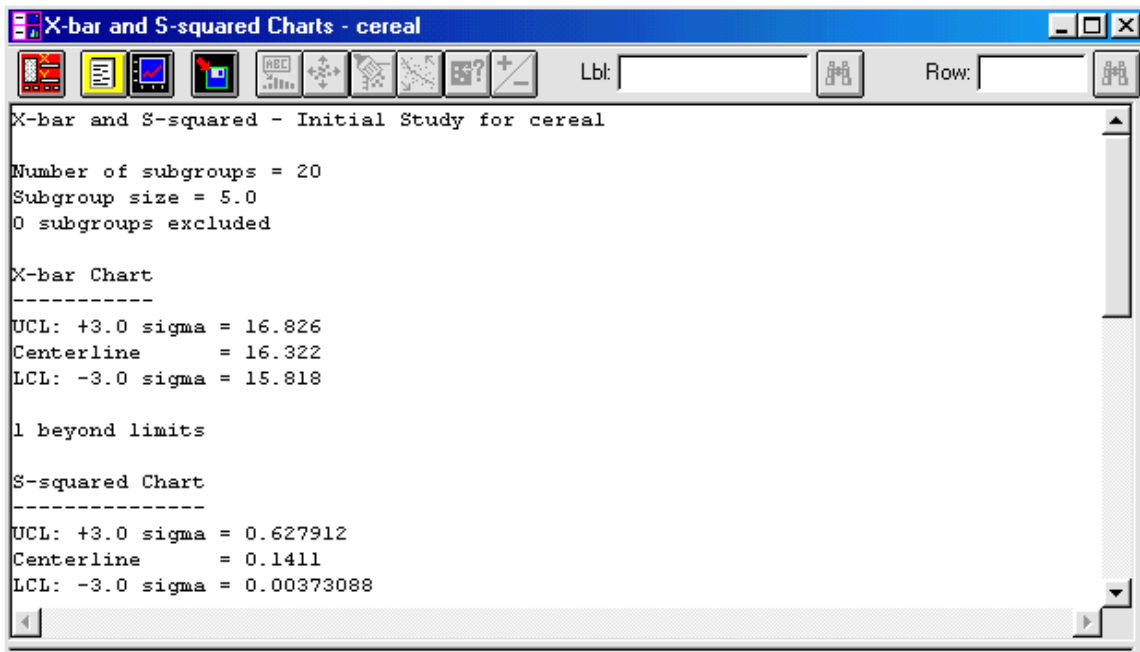 X-bar and S-squared Charts - cereal
ABC
Lbl:
Row:
X-bar and S-squared - Initial Study for cereal
Number of subgroups = 20
Subgroup size = 5.0
0 subgroups excluded
X-bar Chart
-----------
UCL: +3.0 sigma = 16.826
Centerline      = 16.322
LCL: -3.0 sigma = 15.818
1 beyond limits
S-squared Chart
---------------
UCL: +3.0 sigma = 0.627912
Centerline      = 0.1411
LCL: -3.0 sigma = 0.00373088